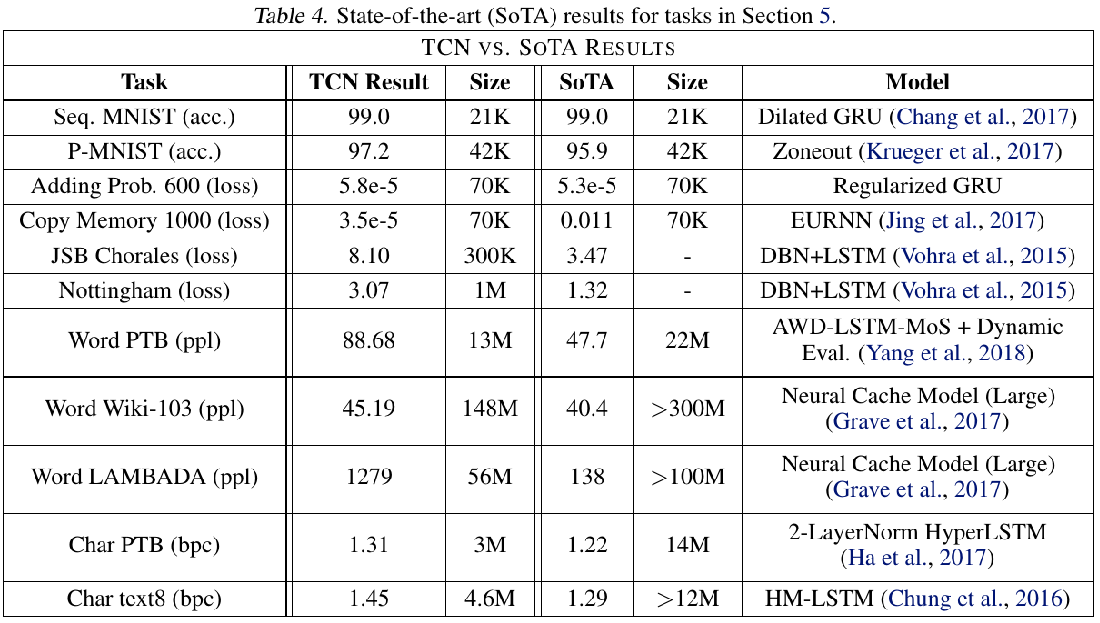 Table 4. State-of-the-art (SoTA) results for tasks in Section 5.
TCN VS. SOTA RESULTS
Task TCN Result Size SoTA Size Model
Seq. MNIST (acc.) 99.0 21K 99.0 21K Dilated GRU (Chang et al., 2017)
P-MNIST (acc.) 97.2 42K 95.9 42K Zoneout (Krueger et al., 2017)
Adding Prob. 600 (loss) 5.8e-5 70K 5.3e-5 70K Regularized GRU
Copy Memory 1000 (loss) 3.5e-5 70K 0.011 70K EURNN (Jing et al., 2017)
JSB Chorales (loss) 8.10 300K 3.47 - DBN+LSTM (Vohra et al., 2015)
Nottingham (loss) 3.07 1M 1.32 - DBN+LSTM (Vohra et al., 2015)
Word PTB (ppl) 88.68 13M 47.7 22M AWD-LSTM-MoS + Dynamic
Eval. (Yang et al., 2018)
Word Wiki-103 (ppl) 45.19 148M 40.4 >300M Neural Cache Model (Large)
(Grave et al., 2017)
Word LAMBADA (ppl) 1279 56M 138 >100M Neural Cache Model (Large)
(Grave et al., 2017)
Char PTB (bpc) 1.31 3M 1.22 14M 2-LayerNorm HyperLSTM
(Ha et al., 2017)
Char text8 (bpc) 1.45 4.6M 1.29 >12M HM-LSTM (Chung et al., 2016)